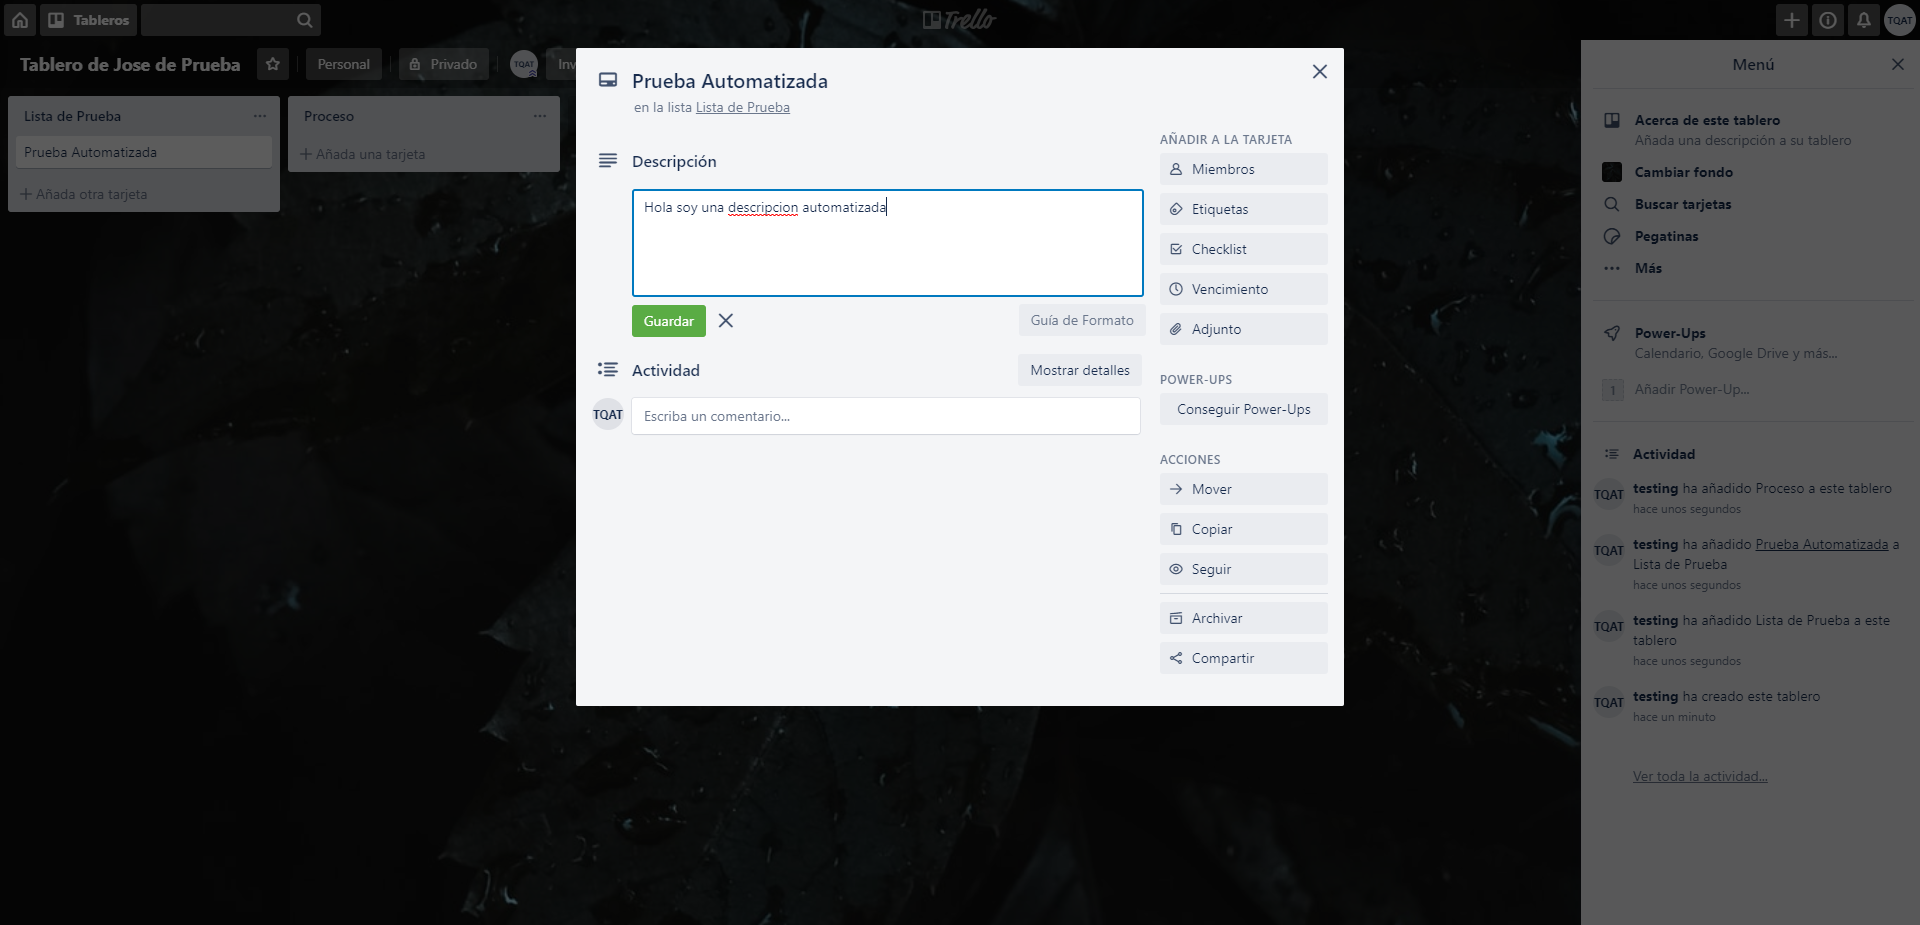 Tableros
Trello
TQAT
Tablero de Jose de Prueba
Personal
Privado
TQAT
Inv
Lista de Prueba
Prueba Automatizada
Añada otra tarjeta
Proceso
Añada una tarjeta
Prueba Automatizada
en la lista Lista de Prueba
Descripción
Hola soy una descripcion automatizada
Guardar
Guía de Formato
Actividad
Mostrar detalles
TQAT
Escriba un comentario...
AÑADIR A LA TARJETA
Miembros
Etiquetas
Checklist
Vencimiento
Adjunto
POWER-UPS
Conseguir Power-Ups
ACCIONES
Mover
Copiar
Seguir
Archivar
Compartir
Menú
Acerca de este tablero
Añada una descripción a su tablero
Cambiar fondo
Buscar tarjetas
Pegatinas
Más
Power-Ups
Calendario, Google Drive y más...
1
Añadir Power-Up...
Actividad
TQAT
testing ha añadido Proceso a este tablero
hace unos segundos
TQAT
testing ha añadido Prueba Automatizada a
Lista de Prueba
hace unos segundos
TQAT
testing ha añadido Lista de Prueba a este
tablero
hace unos segundos
TQAT
testing ha creado este tablero
hace un minuto
Ver toda la actividad...